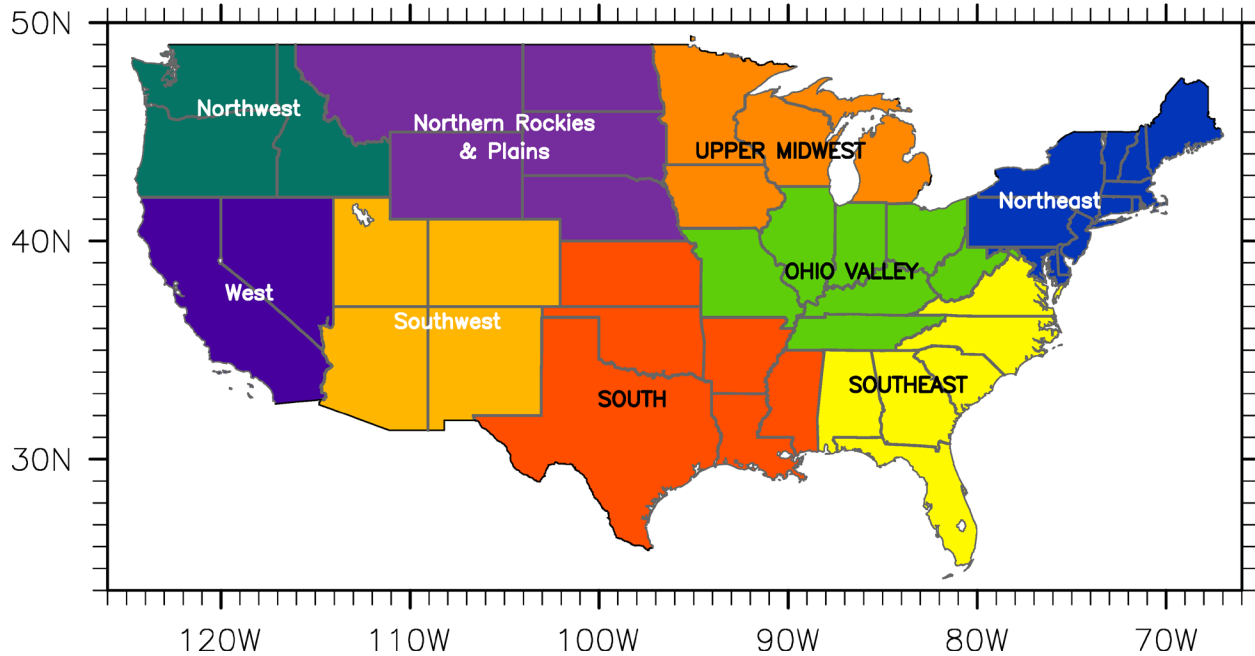 50N
Northwest
Northern Rockies
& Plains
UPPER MIDWEST
Northeast
40N
OHIO VALLEY
West
Southwest
SOUTHEAST
SOUTH
30N
120W 110W 100W 90W 80W 70W